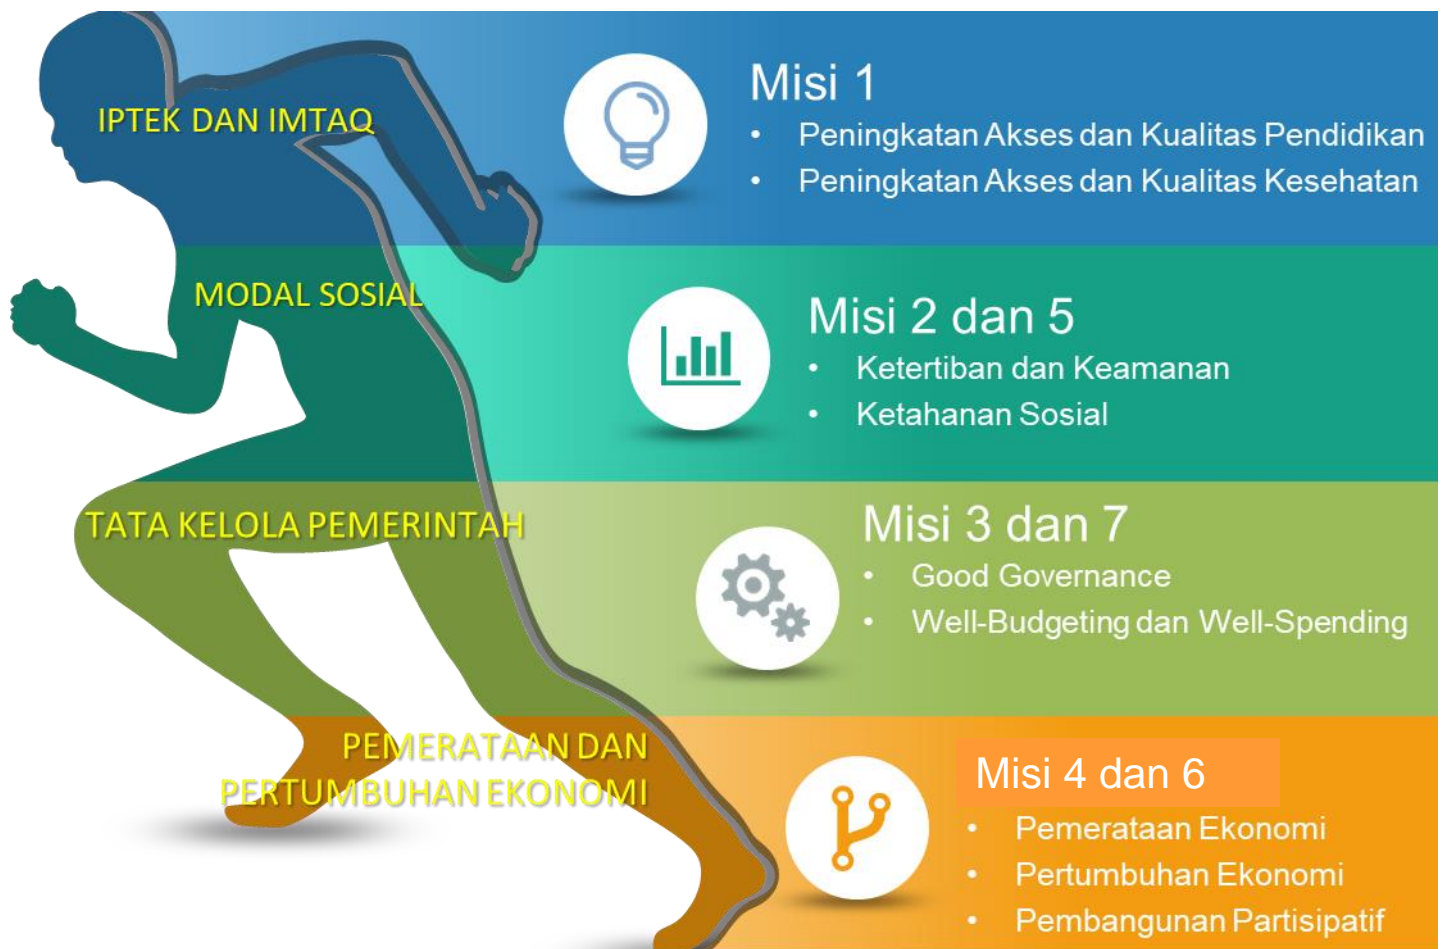 IPTEK DAN IMTAQ
Misi 1
• Peningkatan Akses dan Kualitas Pendidikan
• Peningkatan Akses dan Kualitas Kesehatan
MODAL SOSIAL
Misi 2 dan 5
• Ketertiban dan Keamanan
• Ketahanan Sosial
TATA KELOLA PEMERINTAH
Misi 3 dan 7
• Good Governance
• Well-Budgeting dan Well-Spending
PEMERATAAN DAN
PERTUMBUHAN EKONOMI
Misi 4 dan 6
• Pemerataan Ekonomi
• Pertumbuhan Ekonomi
• Pembangunan Partisipatif